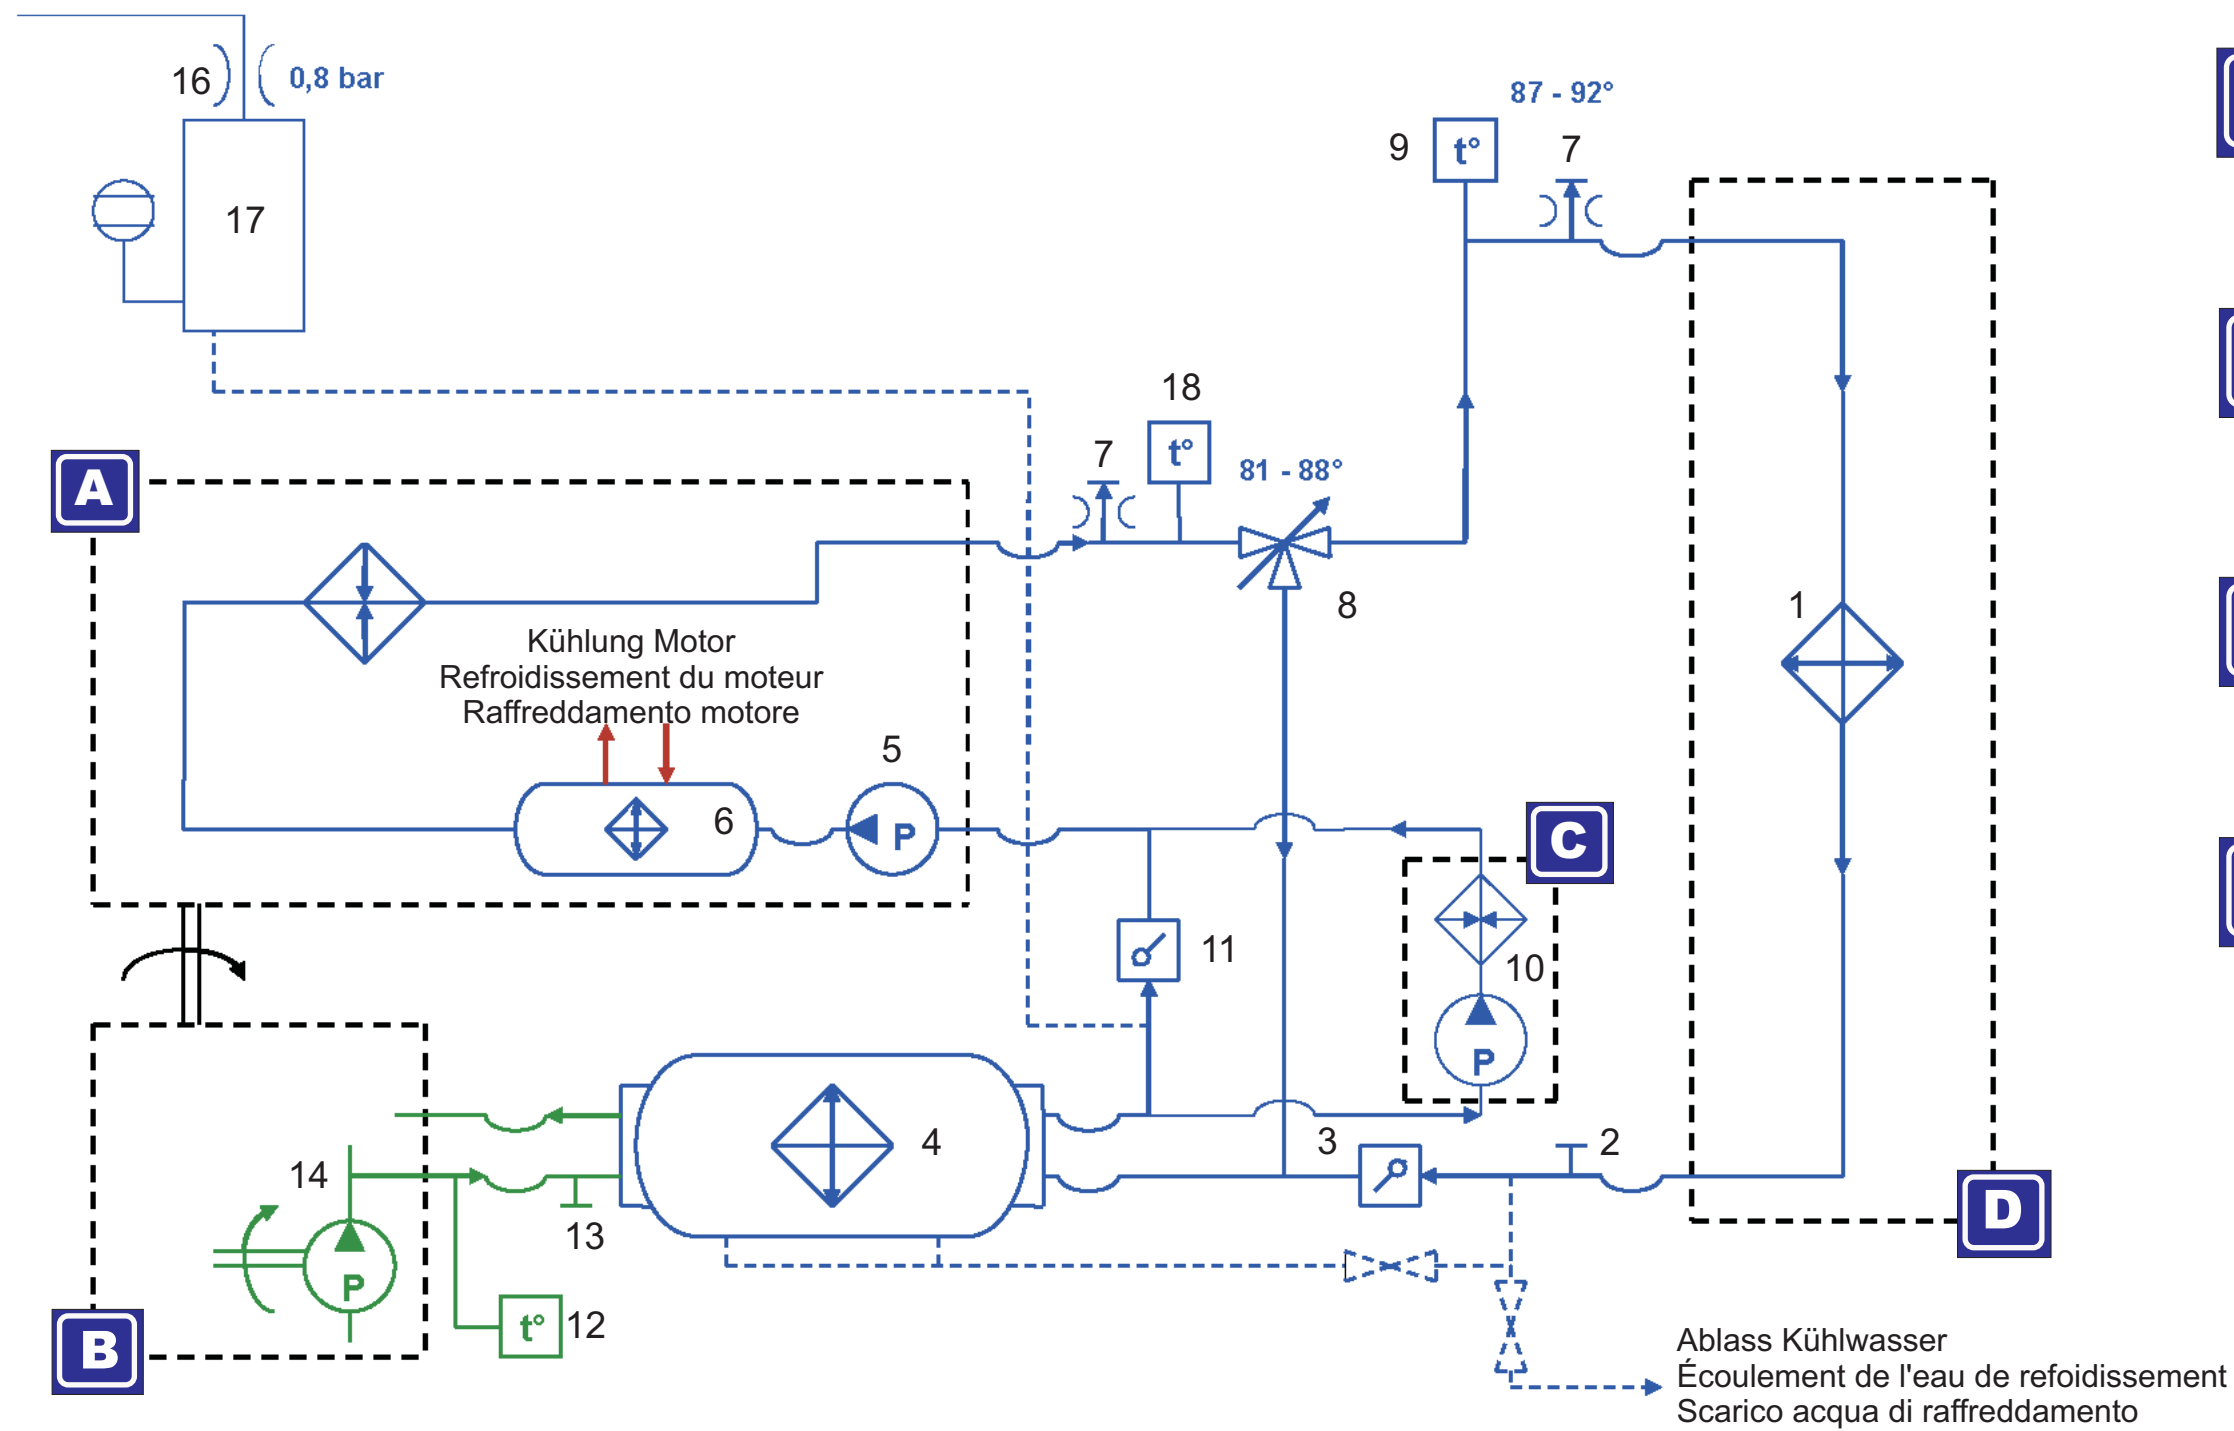 16
0,8 bar
17
87 - 92°
9
t°
7
18
7
t°
81 - 88°
A
8
1
Kühlung Motor
Refroidissement du moteur
Raffreddamento motore
5
6
P
C
11
10
P
4
3
2
14
13
D
P
t°
12
B
Ablass Kühlwasser
Écoulement de l'eau de refoidissement
Scarico acqua di raffreddamento